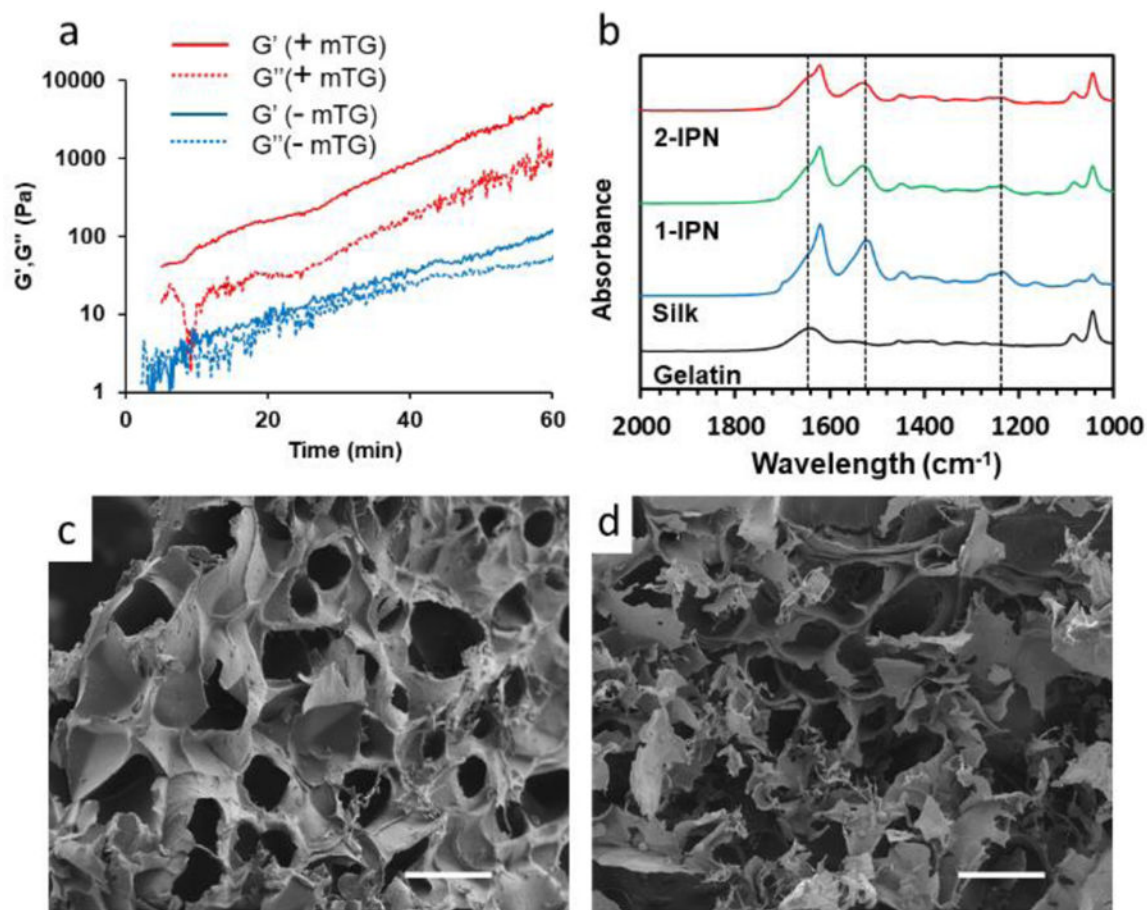 a
G' (+ mTG)
G''(+ mTG)
G' (- mTG)
G''(- mTG)
10000
1000
100
10
1
G',G'' (Pa)
0
20
40
60
Time (min)
b
2-IPN
1-IPN
Silk
Gelatin
Absorbance
2000
1800
1600
1400
1200
1000
Wavelength (cm⁻¹)
c
d